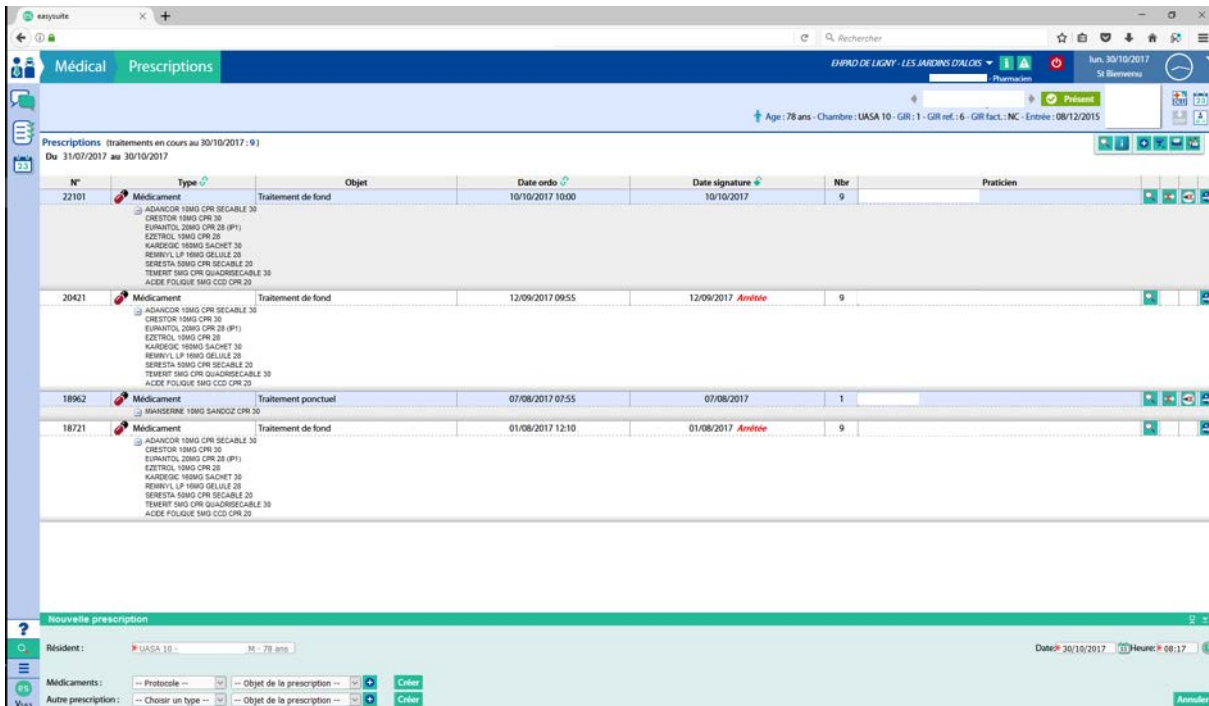 easysuite
Rechercher
Médical Prescriptions
EHPAD DE LIGNY - LES JARDINS D'ALOIS
- Pharmacien
lun. 30/10/2017
St Bienvenu
Présent
Age : 78 ans - Chambre : UASA 10 - GIR : 1 - GIR ref. : 6 - GIR fact. : NC - Entrée : 08/12/2015
Prescriptions (traitements en cours au 30/10/2017 : 9)
Du 31/07/2017 au 30/10/2017
N° Type Objet Date ordo Date signature Nbr Praticien
22101 Médicament Traitement de fond 10/10/2017 10:00 10/10/2017 9
ADANCOR 10MG CPR SECABLE 30
CRESTOR 10MG CPR 30
EUPANTOL 20MG CPR 28 (IP1)
EZETROL 10MG CPR 28
KARDEGIC 160MG SACHET 30
REMINYL LP 16MG GELULE 28
SERESTA 50MG CPR SECABLE 20
TEMERIT 5MG CPR QUADRISECABLE 30
ACIDE FOLIQUE 5MG CCD CPR 20
20421 Médicament Traitement de fond 12/09/2017 09:55 12/09/2017 Arrêtée 9
ADANCOR 10MG CPR SECABLE 30
CRESTOR 10MG CPR 30
EUPANTOL 20MG CPR 28 (IP1)
EZETROL 10MG CPR 28
KARDEGIC 160MG SACHET 30
REMINYL LP 16MG GELULE 28
SERESTA 50MG CPR SECABLE 20
TEMERIT 5MG CPR QUADRISECABLE 30
ACIDE FOLIQUE 5MG CCD CPR 20
18962 Médicament Traitement ponctuel 07/08/2017 07:55 07/08/2017 1
MIANSERINE 10MG SANDOZ CPR 30
18721 Médicament Traitement de fond 01/08/2017 12:10 01/08/2017 Arrêtée 9
ADANCOR 10MG CPR SECABLE 30
CRESTOR 10MG CPR 30
EUPANTOL 20MG CPR 28 (IP1)
EZETROL 10MG CPR 28
KARDEGIC 160MG SACHET 30
REMINYL LP 16MG GELULE 28
SERESTA 50MG CPR SECABLE 20
TEMERIT 5MG CPR QUADRISECABLE 30
ACIDE FOLIQUE 5MG CCD CPR 20
Nouvelle prescription
Résident : UASA 10 - M - 78 ans Date: 30/10/2017 Heure: 08:17
Médicaments : -- Protocole -- -- Objet de la prescription -- Créer
Autre prescription : -- Choisir un type -- -- Objet de la prescription -- Créer Annuler